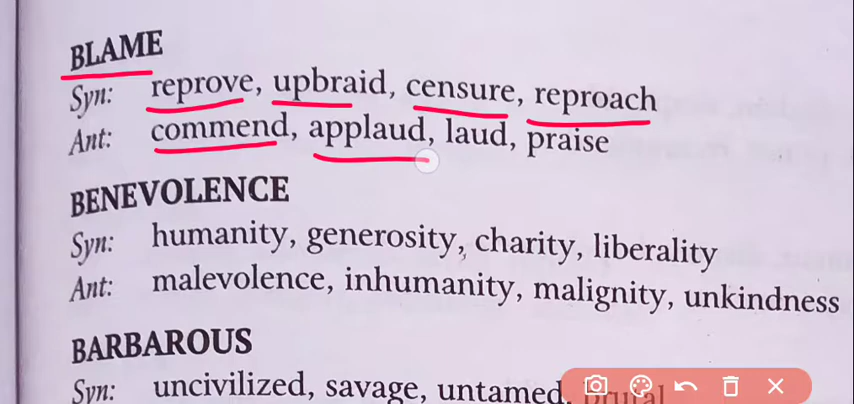 BLAME
Syn: reprove, upbraid, censure, reproach
Ant: commend, applaud, laud, praise
BENEVOLENCE
Syn: humanity, generosity, charity, liberality
Ant: malevolence, inhumanity, malignity, unkindness
BARBAROUS
Syn: uncivilized, savage, untamed, brutal